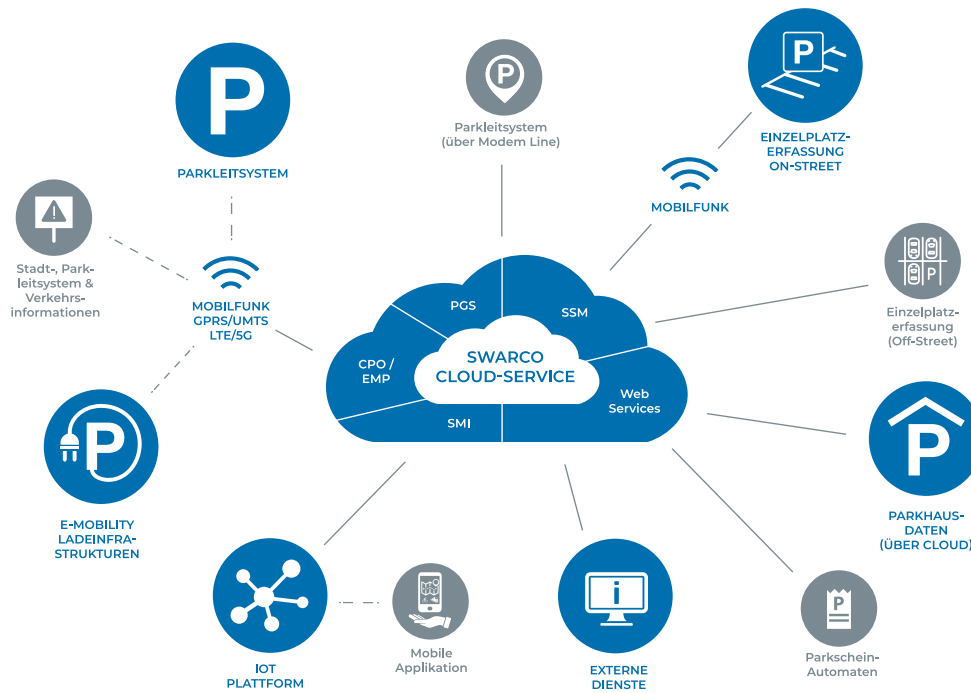 P
PARKLEITSYSTEM
P
Parkleitsystem
(über Modem Line)
P
EINZELPLATZ-
ERFASSUNG
ON-STREET
MOBILFUNK
Stadt-, Park-
leitsystem &
Verkehrs-
informationen
MOBILFUNK
GPRS/UMTS
LTE/5G
P
Einzelplatz-
erfassung
(Off-Street)
PGS
SSM
CPO /
EMP
SWARCO
CLOUD-SERVICE
Web
Services
SMI
P
E-MOBILITY
LADEINFRA-
STRUKTUREN
P
PARKHAUS-
DATEN
(ÜBER CLOUD)
IOT
PLATTFORM
Mobile
Applikation
i
EXTERNE
DIENSTE
P
Parkschein-
Automaten